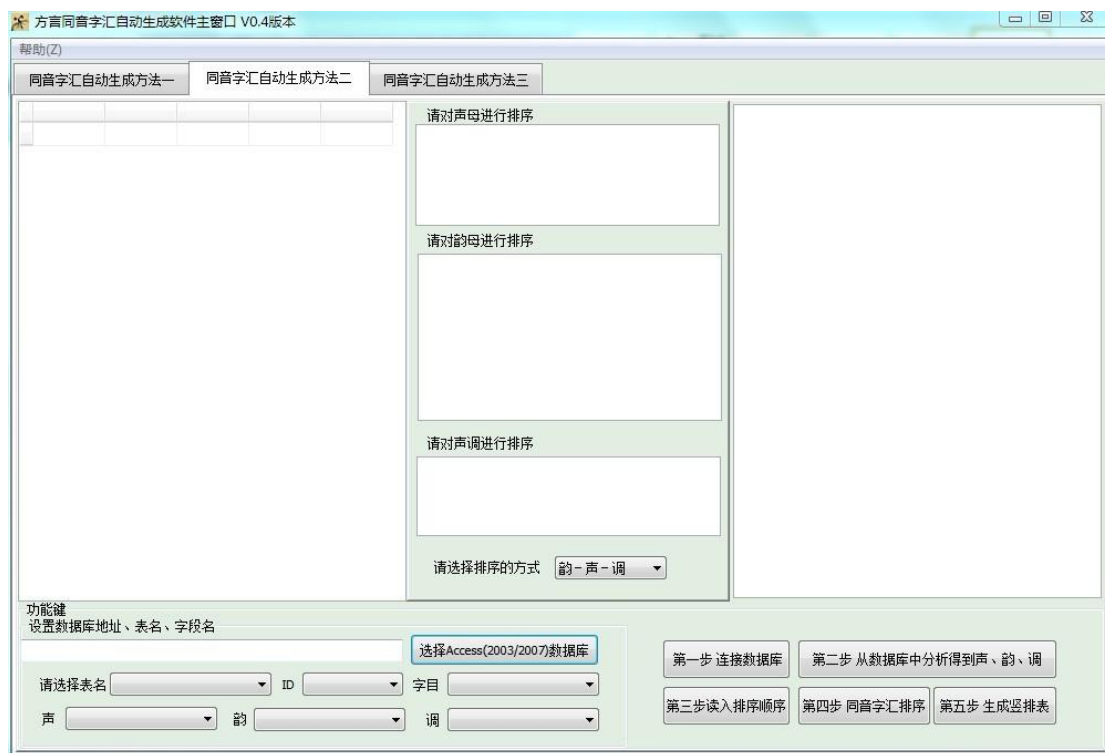 方言同音字汇自动生成软件主窗口 V0.4版本
帮助(Z)
同音字汇自动生成方法一 同音字汇自动生成方法二 同音字汇自动生成方法三
请对声母进行排序
请对韵母进行排序
请对声调进行排序
请选择排序的方式 韵-声-调
功能键
设置数据库地址、表名、字段名
选择Access(2003/2007)数据库
请选择表名 ID 字目
声 韵 调
第一步 连接数据库 第二步 从数据库中分析得到声、韵、调
第三步读入排序顺序 第四步 同音字汇排序 第五步 生成竖排表